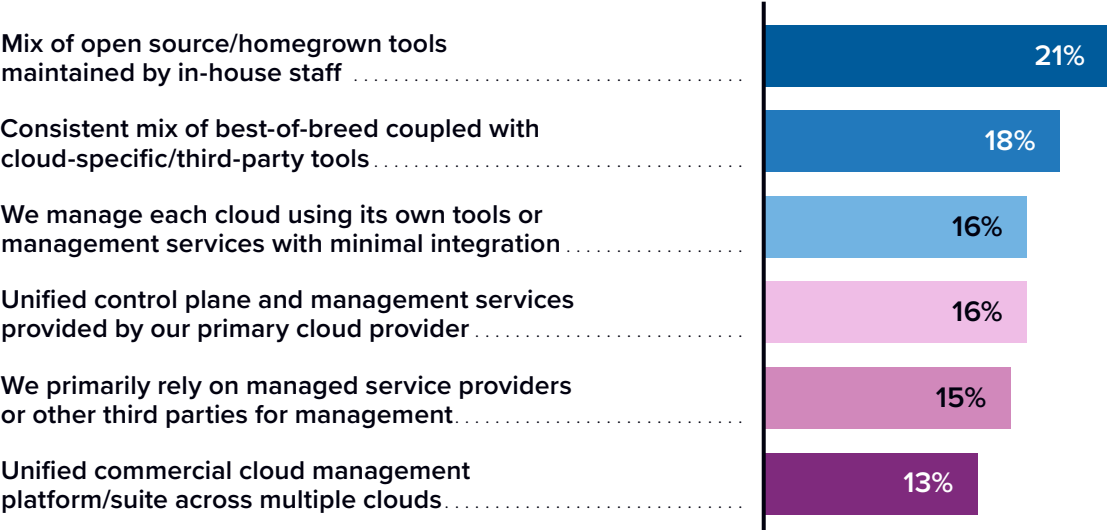 Mix of open source/homegrown tools
maintained by in-house staff
21%
Consistent mix of best-of-breed coupled with
cloud-specific/third-party tools
18%
We manage each cloud using its own tools or
management services with minimal integration
16%
Unified control plane and management services
provided by our primary cloud provider
16%
We primarily rely on managed service providers
or other third parties for management
15%
Unified commercial cloud management
platform/suite across multiple clouds
13%